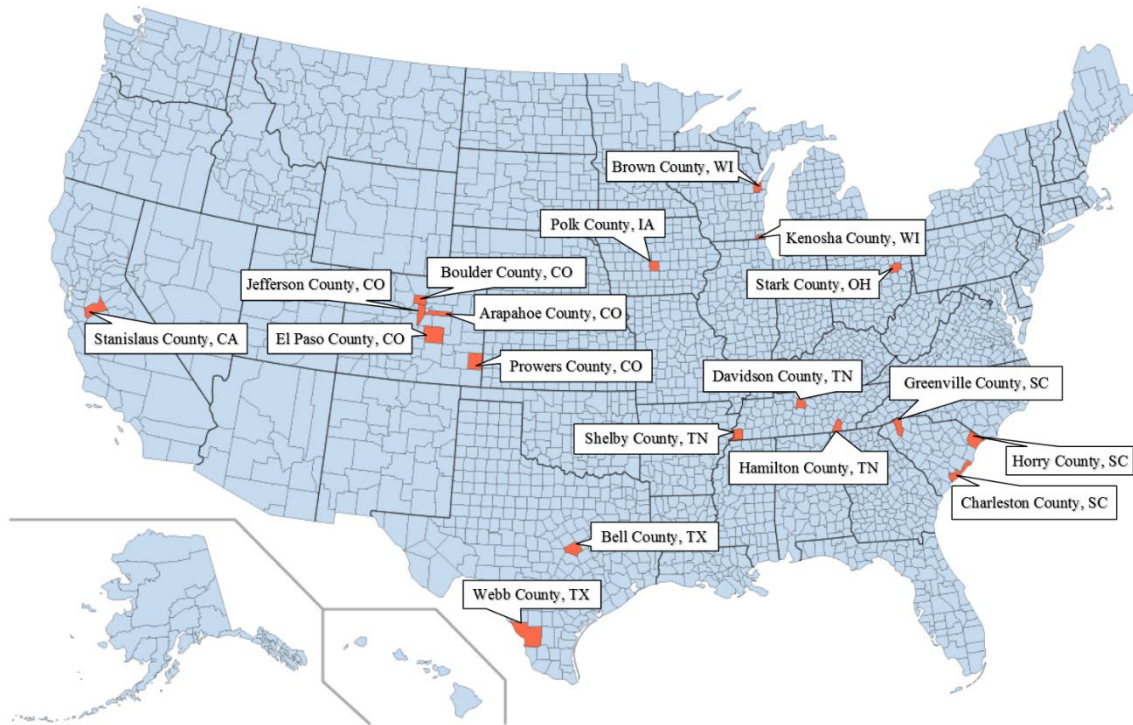 Brown County, WI
Polk County, IA
Kenosha County, WI
Boulder County, CO
Stark County, OH
Jefferson County, CO
Arapahoe County, CO
Stanislaus County, CA
El Paso County, CO
Prowers County, CO
Davidson County, TN
Greenville County, SC
Shelby County, TN
Horry County, SC
Hamilton County, TN
Charleston County, SC
Bell County, TX
Webb County, TX